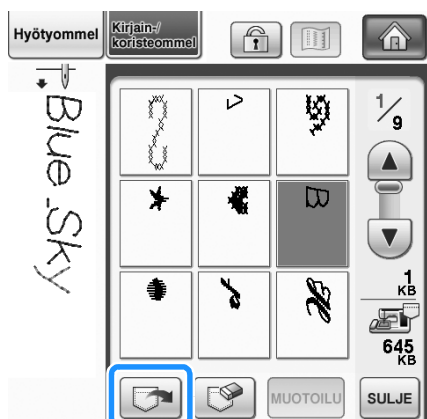 Hyötyommel
Kirjain-/
koristeommel
Blue Sky
1/9
B
1
KB
645
KB
MUOTOILU
SULJE